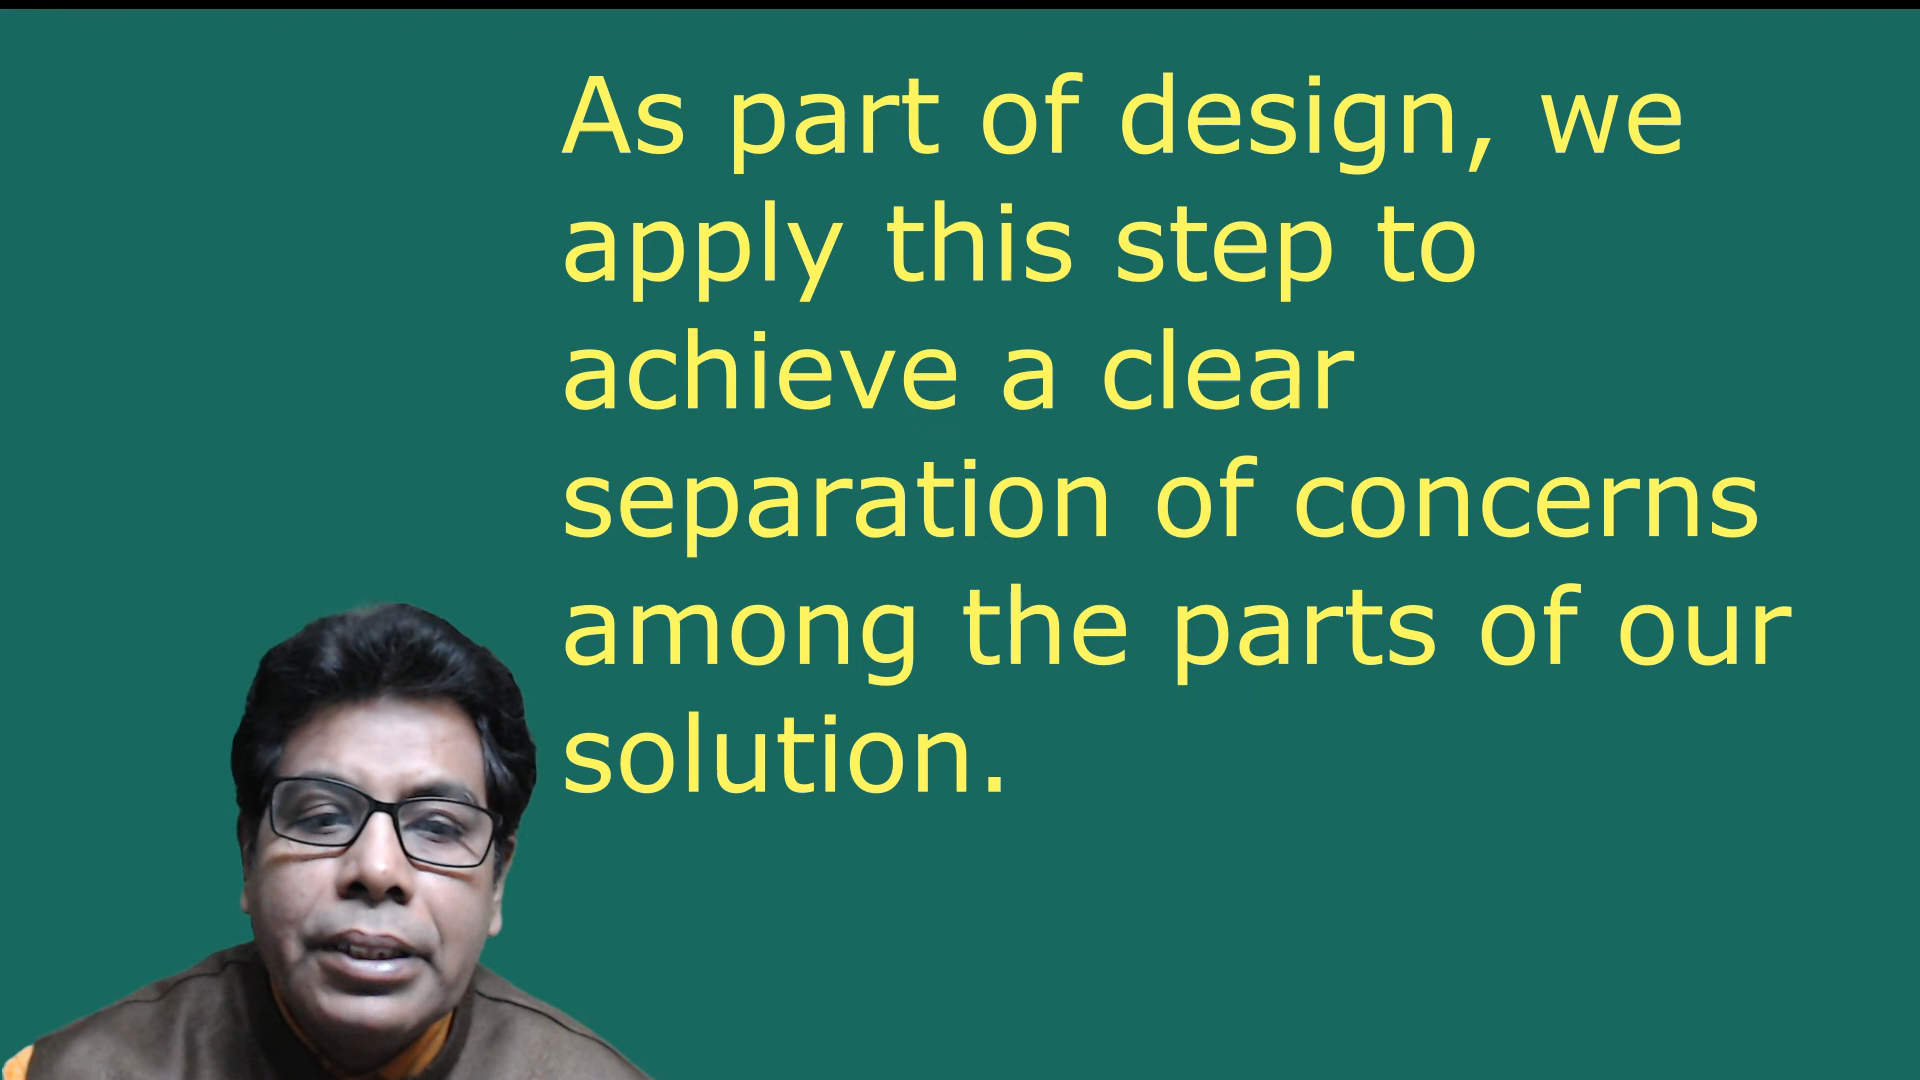 As part of design, we
apply this step to
achieve a clear
separation of concerns
among the parts of our
solution.